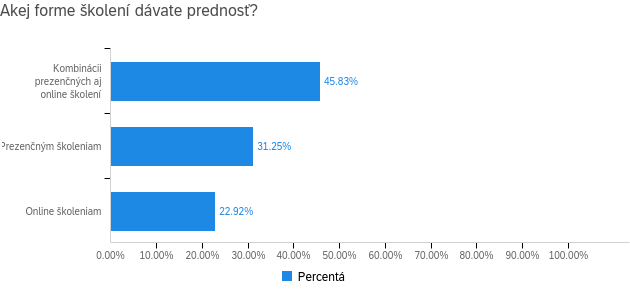 Akej forme školení dávate prednosť?
Kombinácii
prezenčných aj
online školení
45.83%
Prezenčným školeniam
31.25%
Online školeniam
22.92%
0.00% 10.00% 20.00% 30.00% 40.00% 50.00% 60.00% 70.00% 80.00% 90.00% 100.00%
Percentá